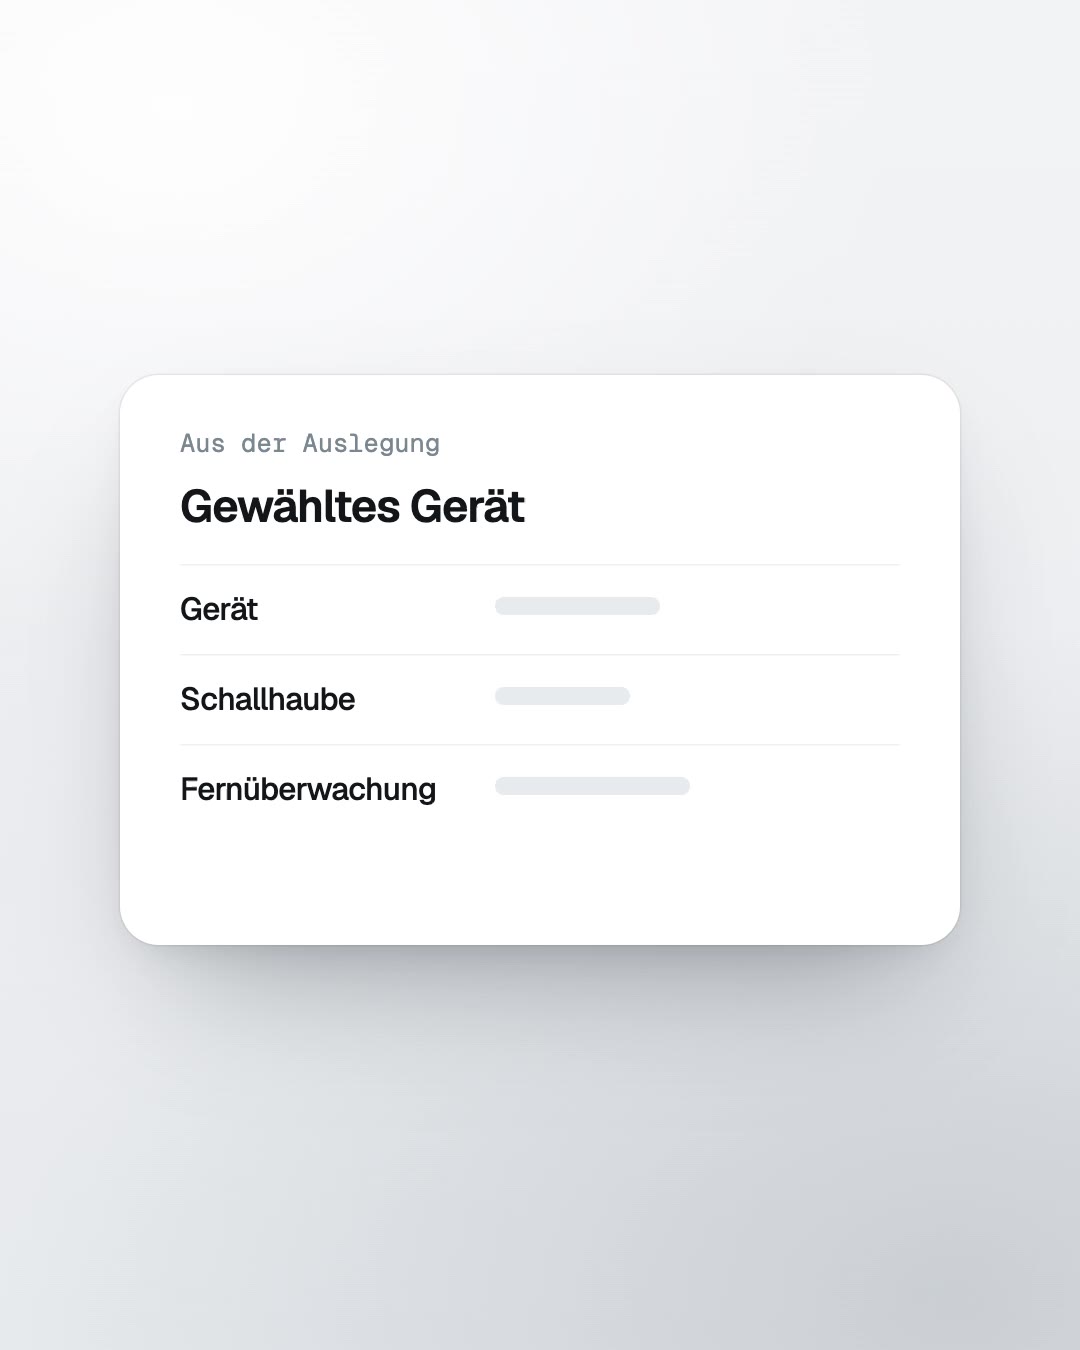 Aus der Auslegung
Gewähltes Gerät
Gerät
Schallhaube
Fernüberwachung